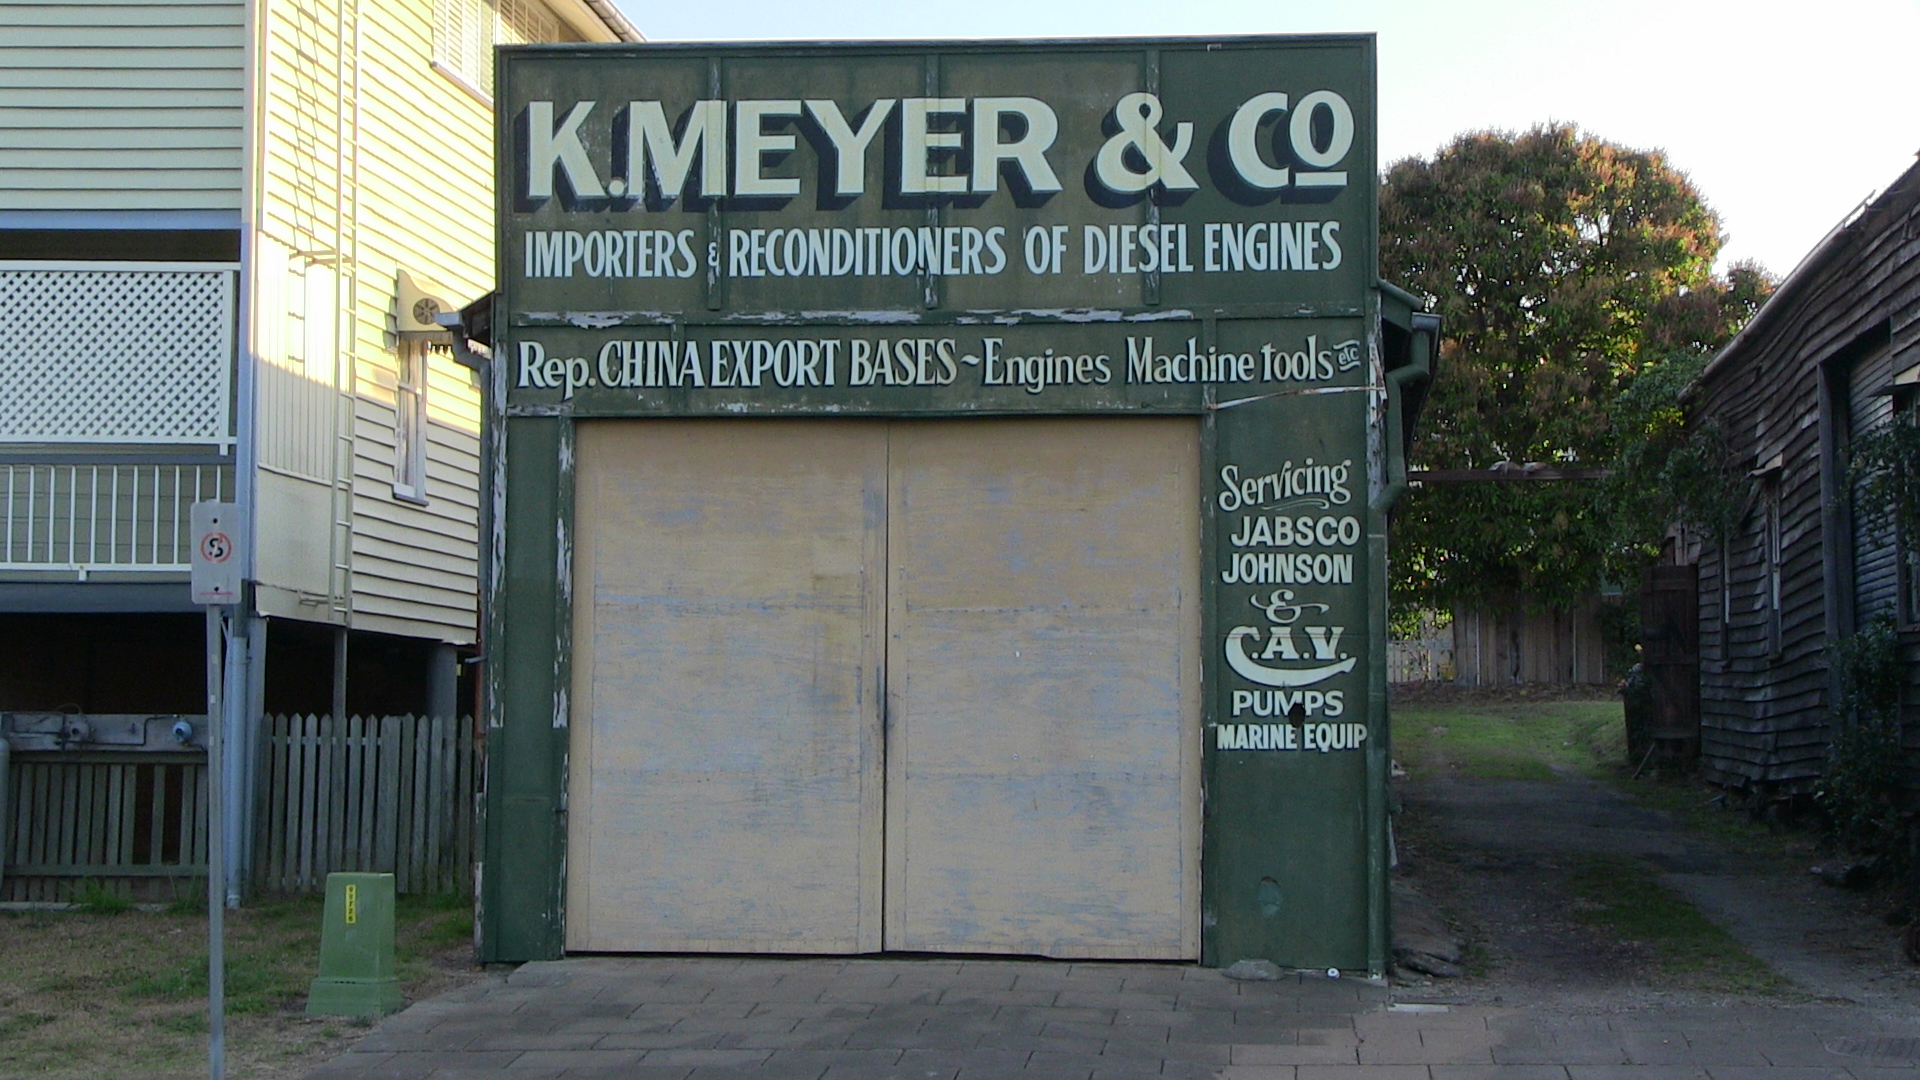 K.MEYER & Co
IMPORTERS & RECONDITIONERS OF DIESEL ENGINES
Rep. CHINA EXPORT BASES ~ Engines Machine tools etc
Servicing
JABSCO
JOHNSON
&
C.A.V.
PUMPS
MARINE EQUIP